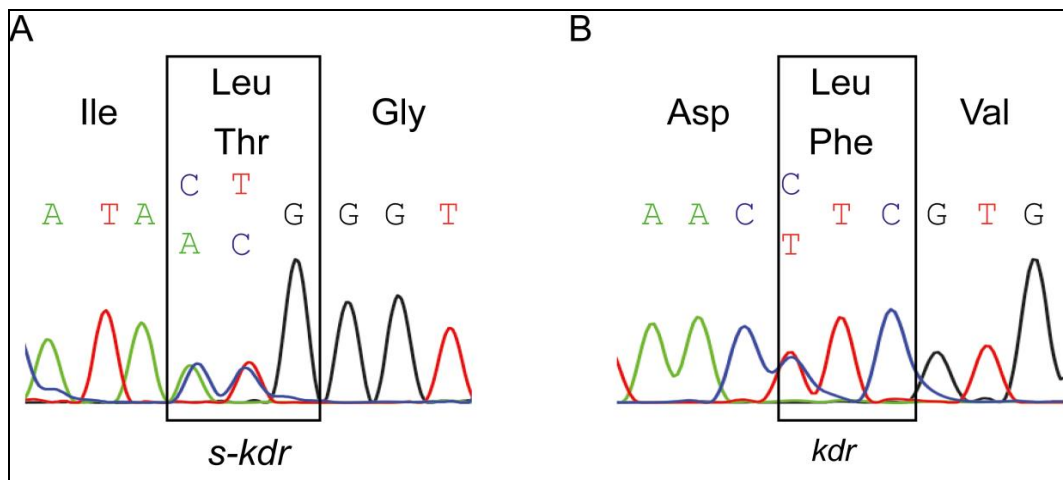 A
Leu
Ile Gly
Thr
C T
A T A G G G T
A C
s-kdr
B
Leu
Asp Val
Phe
C
A A C T C G T G
T
kdr